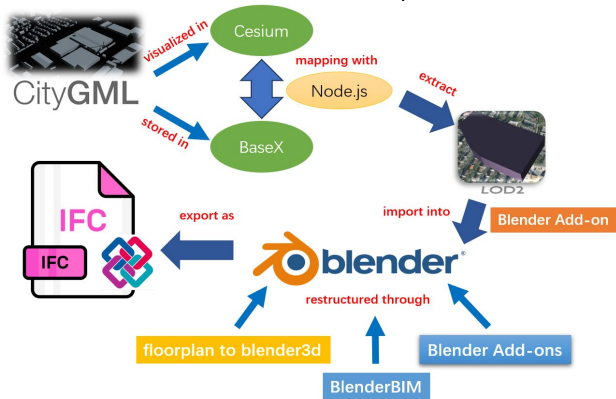 Cesium
visualized in
mapping with
CityGML
Node.js
extract
stored in
BaseX
LOD2
IFC
export as
import into
Blender Add-on
IFC
blender
restructured through
floorplan to blender3d
Blender Add-ons
BlenderBIM